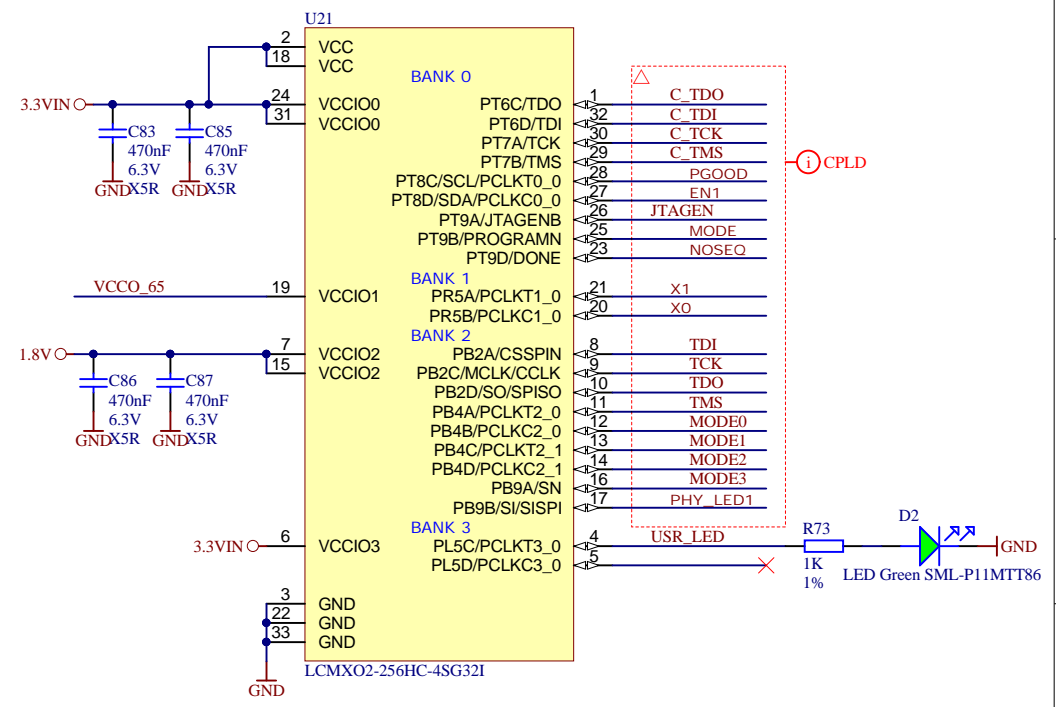 U21
2 VCC
18 VCC
BANK 0
3.3VIN
24 VCCIO0
31 VCCIO0
C83
470nF
6.3V
X5R
GND
C85
470nF
6.3V
X5R
GND
PT6C/TDO 1 C_TDO
PT6D/TDI 32 C_TDI
PT7A/TCK 30 C_TCK
PT7B/TMS 29 C_TMS
PT8C/SCL/PCLKT0_0 28 PGOOD
PT8D/SDA/PCLKC0_0 27 EN1
PT9A/JTAGENB 26 JTAGEN
PT9B/PROGRAMN 25 MODE
PT9D/DONE 23 NOSEQ
i CPLD
BANK 1
VCCO_65 19 VCCIO1
PR5A/PCLKT1_0 21 X1
PR5B/PCLKC1_0 20 X0
BANK 2
1.8V
7 VCCIO2
15 VCCIO2
C86
470nF
6.3V
X5R
GND
C87
470nF
6.3V
X5R
GND
PB2A/CSSPIN 8 TDI
PB2C/MCLK/CCLK 9 TCK
PB2D/SO/SPISO 10 TDO
PB4A/PCLKT2_0 11 TMS
PB4B/PCLKC2_0 12 MODE0
PB4C/PCLKT2_1 13 MODE1
PB4D/PCLKC2_1 14 MODE2
PB9A/SN 16 MODE3
PB9B/SI/SISPI 17 PHY_LED1
BANK 3
3.3VIN 6 VCCIO3
PL5C/PCLKT3_0 4 USR_LED
PL5D/PCLKC3_0 5
R73
1K
1%
D2
GND
LED Green SML-P11MTT86
3 GND
22 GND
33 GND
GND
LCMXO2-256HC-4SG32I